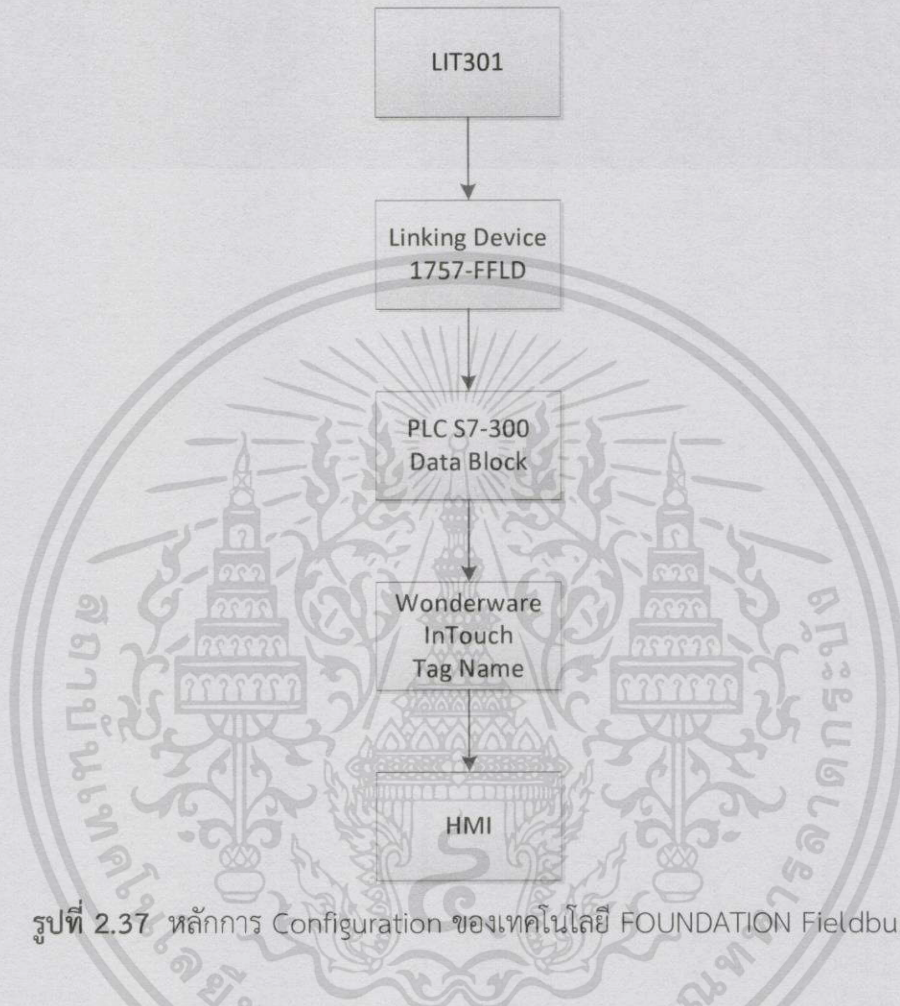 LIT301
Linking Device
1757-FFLD
PLC S7-300
Data Block
Wonderware
InTouch
Tag Name
HMI
รูปที่ 2.37 หลักการ Configuration ของเทคโนโลยี FOUNDATION Fieldbu